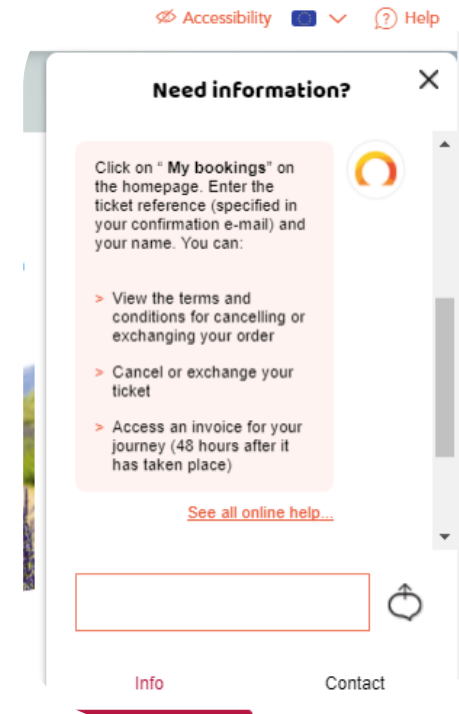 Accessibility
? Help
Need information?
Click on “ My bookings” on
the homepage. Enter the
ticket reference (specified in
your confirmation e-mail) and
your name. You can:
> View the terms and
conditions for cancelling or
exchanging your order
> Cancel or exchange your
ticket
> Access an invoice for your
journey (48 hours after it
has taken place)
See all online help...
Info Contact